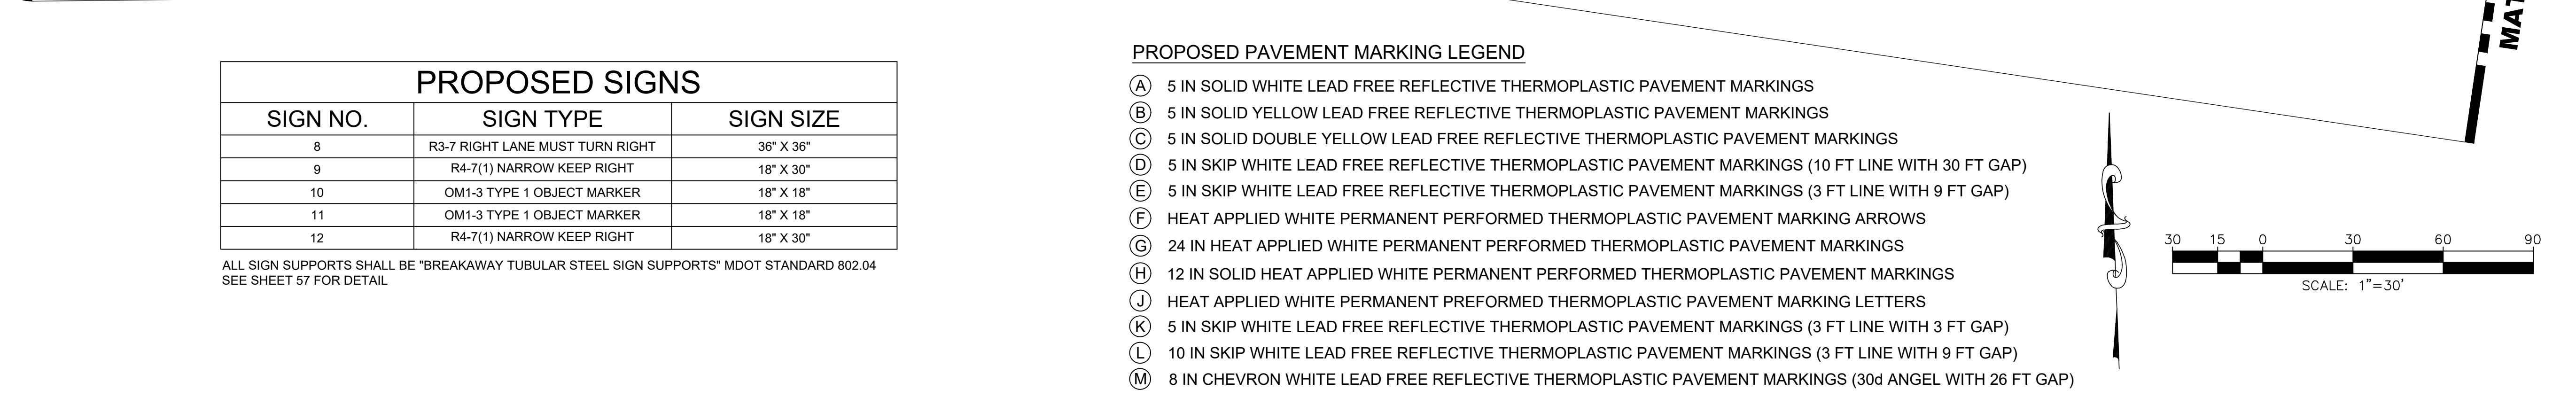 PROPOSED SIGNS
SIGN NO. SIGN TYPE SIGN SIZE
8 R3-7 RIGHT LANE MUST TURN RIGHT 36" X 36"
9 R4-7(1) NARROW KEEP RIGHT 18" X 30"
10 OM1-3 TYPE 1 OBJECT MARKER 18" X 18"
11 OM1-3 TYPE 1 OBJECT MARKER 18" X 18"
12 R4-7(1) NARROW KEEP RIGHT 18" X 30"
ALL SIGN SUPPORTS SHALL BE "BREAKAWAY TUBULAR STEEL SIGN SUPPORTS" MDOT STANDARD 802.04
SEE SHEET 57 FOR DETAIL
PROPOSED PAVEMENT MARKING LEGEND
A 5 IN SOLID WHITE LEAD FREE REFLECTIVE THERMOPLASTIC PAVEMENT MARKINGS
B 5 IN SOLID YELLOW LEAD FREE REFLECTIVE THERMOPLASTIC PAVEMENT MARKINGS
C 5 IN SOLID DOUBLE YELLOW LEAD FREE REFLECTIVE THERMOPLASTIC PAVEMENT MARKINGS
D 5 IN SKIP WHITE LEAD FREE REFLECTIVE THERMOPLASTIC PAVEMENT MARKINGS (10 FT LINE WITH 30 FT GAP)
E 5 IN SKIP WHITE LEAD FREE REFLECTIVE THERMOPLASTIC PAVEMENT MARKINGS (3 FT LINE WITH 9 FT GAP)
F HEAT APPLIED WHITE PERMANENT PERFORMED THERMOPLASTIC PAVEMENT MARKING ARROWS
G 24 IN HEAT APPLIED WHITE PERMANENT PERFORMED THERMOPLASTIC PAVEMENT MARKINGS
H 12 IN SOLID HEAT APPLIED WHITE PERMANENT PERFORMED THERMOPLASTIC PAVEMENT MARKINGS
J HEAT APPLIED WHITE PERMANENT PREFORMED THERMOPLASTIC PAVEMENT MARKING LETTERS
K 5 IN SKIP WHITE LEAD FREE REFLECTIVE THERMOPLASTIC PAVEMENT MARKINGS (3 FT LINE WITH 3 FT GAP)
L 10 IN SKIP WHITE LEAD FREE REFLECTIVE THERMOPLASTIC PAVEMENT MARKINGS (3 FT LINE WITH 9 FT GAP)
M 8 IN CHEVRON WHITE LEAD FREE REFLECTIVE THERMOPLASTIC PAVEMENT MARKINGS (30d ANGEL WITH 26 FT GAP)
30 15 0 30 60 90
SCALE: 1"=30'